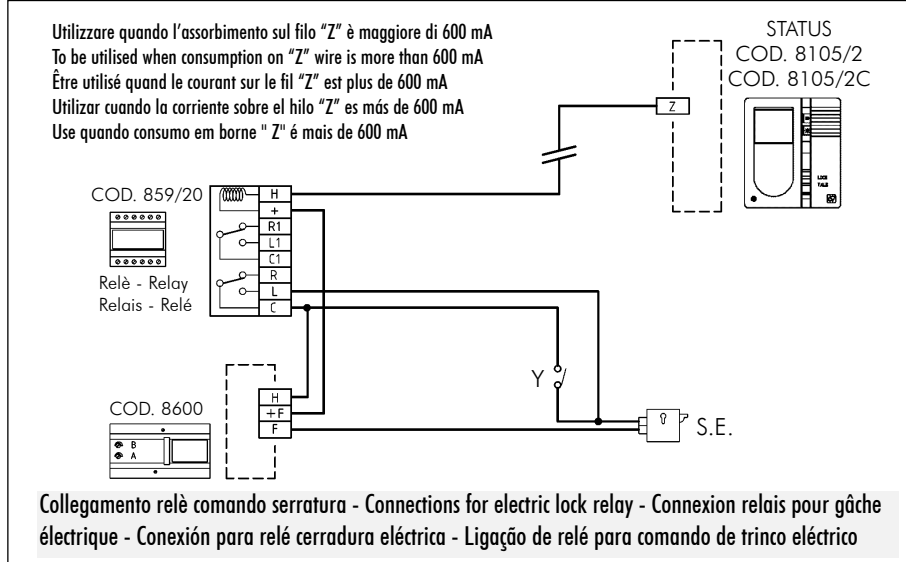 Utilizzare quando l'assorbimento sul filo "Z" è maggiore di 600 mA
To be utilised when consumption on "Z" wire is more than 600 mA
Être utilisé quand le courant sur le fil "Z" est plus de 600 mA
Utilizar cuando la corriente sobre el hilo "Z" es más de 600 mA
Use quando consumo em borne " Z" é mais de 600 mA
STATUS
COD. 8105/2
COD. 8105/2C
Z
COD. 859/20
H
+
R1
L1
C1
R
L
C
Relè - Relay
Relais - Relé
Y
COD. 8600
H
+F
F
B
A
S.E.
Collegamento relè comando serratura - Connections for electric lock relay - Connexion relais pour gâche
électrique - Conexión para relé cerradura eléctrica - Ligação de relé para comando de trinco eléctrico